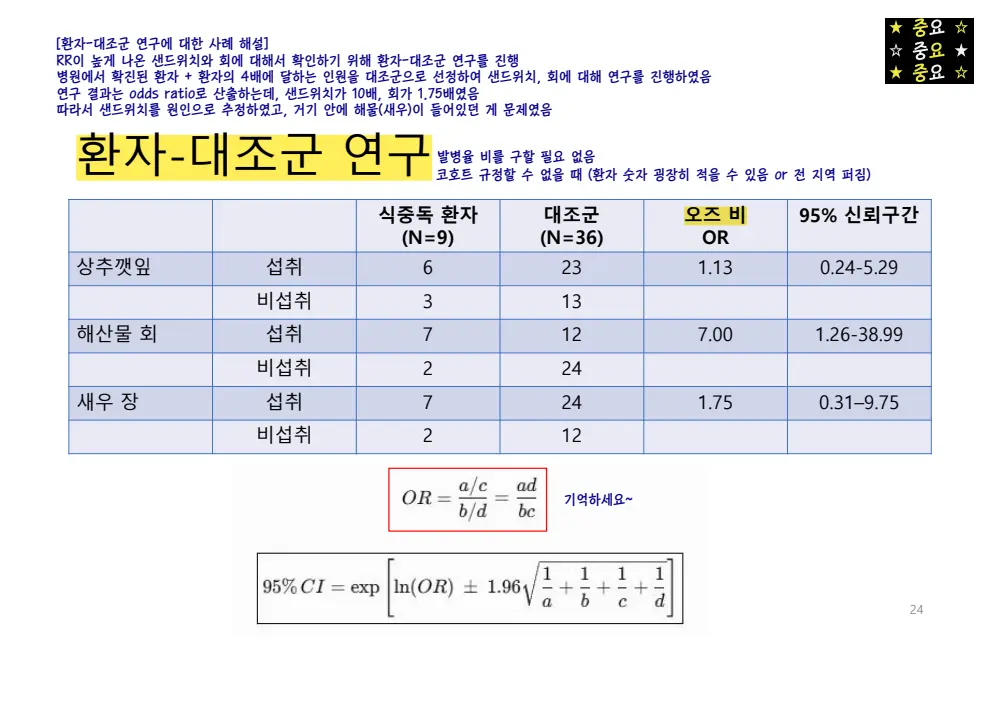 [환자-대조군 연구에 대한 사례 해설]
RR이 높게 나온 샌드위치와 회에 대해서 확인하기 위해 환자-대조군 연구를 진행
병원에서 확진된 환자 + 환자의 4배에 달하는 인원을 대조군으로 선정하여 샌드위치, 회에 대해 연구를 진행하였음
연구 결과는 odds ratio로 산출하는데, 샌드위치가 10배, 회가 1.75배였음
따라서 샌드위치를 원인으로 추정하였고, 거기 안에 해물(새우)이 들어있던 게 문제였음
★ 중요 ☆
☆ 중요 ★
★ 중요 ☆
환자-대조군 연구
발병율 비를 구할 필요 없음
코호트 규정할 수 없을 때 (환자 숫자 굉장히 적을 수 있음 or 전 지역 퍼짐)
식중독 환자 (N=9) 대조군 (N=36) 오즈 비 OR 95% 신뢰구간
상추깻잎 섭취 6 23 1.13 0.24-5.29
비섭취 3 13
해산물 회 섭취 7 12 7.00 1.26-38.99
비섭취 2 24
새우 장 섭취 7 24 1.75 0.31–9.75
비섭취 2 12
OR = (a/c)/(b/d) = ad/bc
기억하세요~
95% CI = exp[ln(OR) ± 1.96√(1/a + 1/b + 1/c + 1/d)]
24